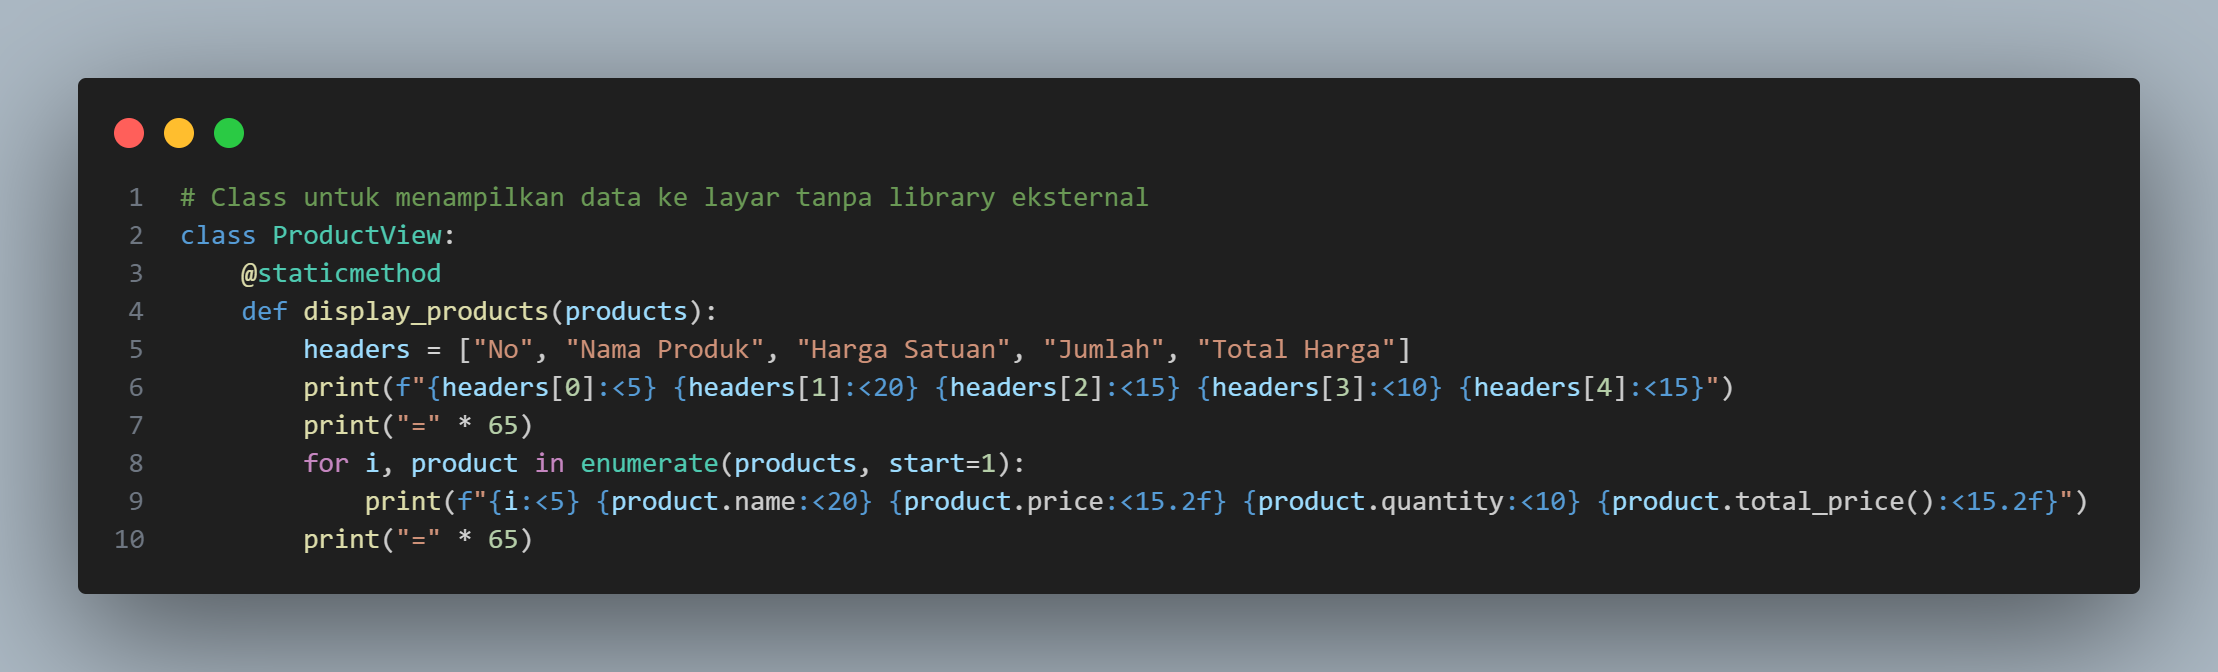 1 # Class untuk menampilkan data ke layar tanpa library eksternal
2 class ProductView:
3     @staticmethod
4     def display_products(products):
5         headers = ["No", "Nama Produk", "Harga Satuan", "Jumlah", "Total Harga"]
6         print(f"{headers[0]:<5} {headers[1]:<20} {headers[2]:<15} {headers[3]:<10} {headers[4]:<15}")
7         print("=" * 65)
8         for i, product in enumerate(products, start=1):
9             print(f"{i:<5} {product.name:<20} {product.price:<15.2f} {product.quantity:<10} {product.total_price():<15.2f}")
10         print("=" * 65)